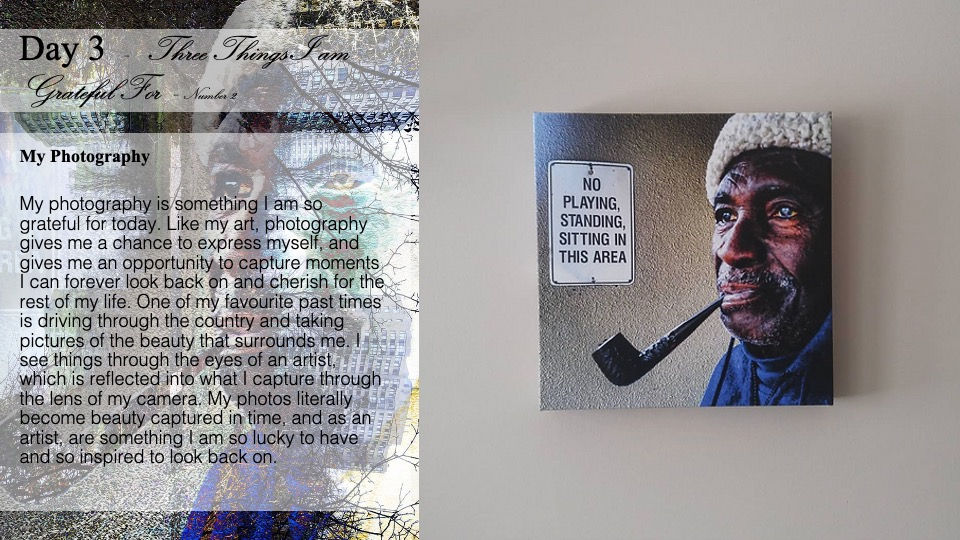 Day 3 - Three Things I am
Grateful For - Number 2
My Photography
My photography is something I am so
grateful for today. Like my art, photography
gives me a chance to express myself, and
gives me an opportunity to capture moments
I can forever look back on and cherish for the
rest of my life. One of my favourite past times
is driving through the country and taking
pictures of the beauty that surrounds me. I
see things through the eyes of an artist,
which is reflected into what I capture through
the lens of my camera. My photos literally
become beauty captured in time, and as an
artist, are something I am so lucky to have
and so inspired to look back on.
NO
PLAYING,
STANDING,
SITTING IN
THIS AREA